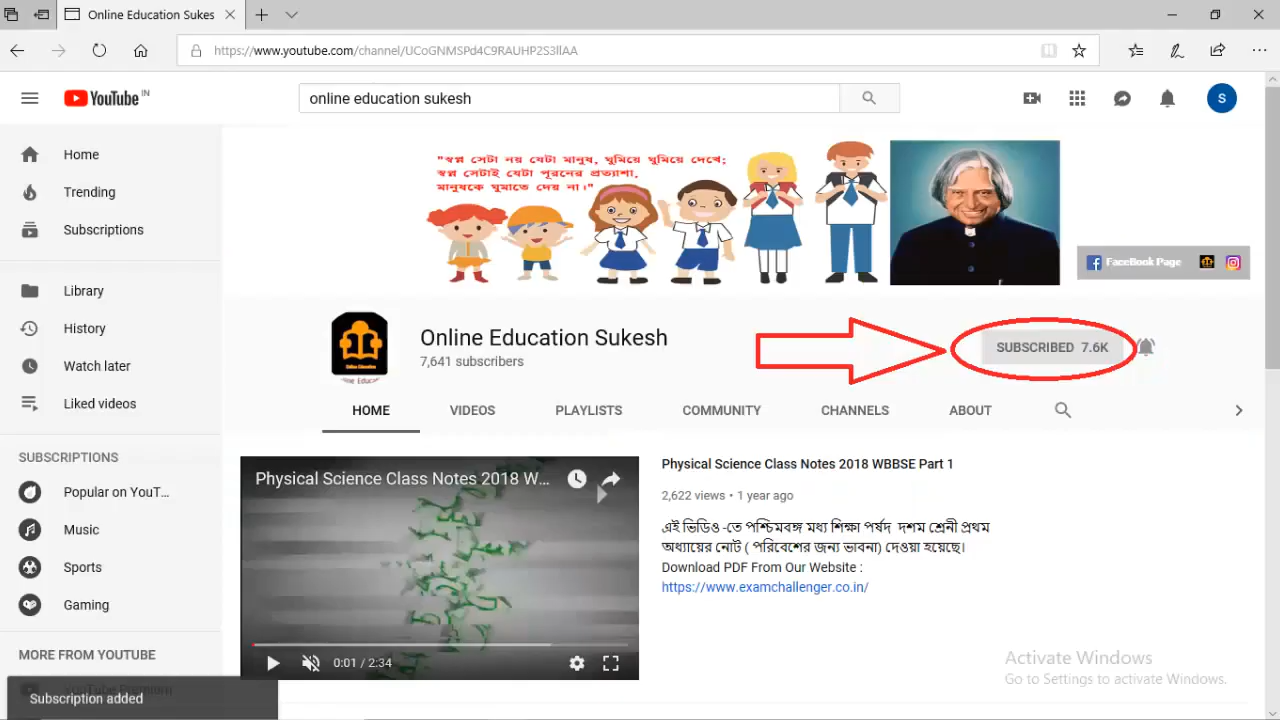 Online Education Sukes
https://www.youtube.com/channel/UCoGNMSPd4C9RAUHP2S3llAA
YouTube IN
online education sukesh
S
Home
Trending
Subscriptions
Library
History
Watch later
Liked videos
SUBSCRIPTIONS
Popular on YouT...
Music
Sports
Gaming
MORE FROM YOUTUBE
YouTube Premium
Subscription added
"স্বপ্ন সেটা নয় যেটা মানুষ, ঘুমিয়ে ঘুমিয়ে দেখে;
স্বপ্ন সেটাই যেটা পূরনের প্রত্যাশা,
মানুষকে ঘুমাতে দেয় না।"
FaceBook Page
Online Education Sukesh
7,641 subscribers
SUBSCRIBED 7.6K
HOME
VIDEOS
PLAYLISTS
COMMUNITY
CHANNELS
ABOUT
Physical Science Class Notes 2018 W...
0:01 / 2:34
Physical Science Class Notes 2018 WBBSE Part 1
2,622 views • 1 year ago
এই ভিডিও -তে পশ্চিমবঙ্গ মধ্য শিক্ষা পর্ষদ দশম শ্রেনী প্রথম
অধ্যায়ের নোট ( পরিবেশের জন্য ভাবনা) দেওয়া হয়েছে।
Download PDF From Our Website :
https://www.examchallenger.co.in/
Activate Windows
Go to Settings to activate Windows.